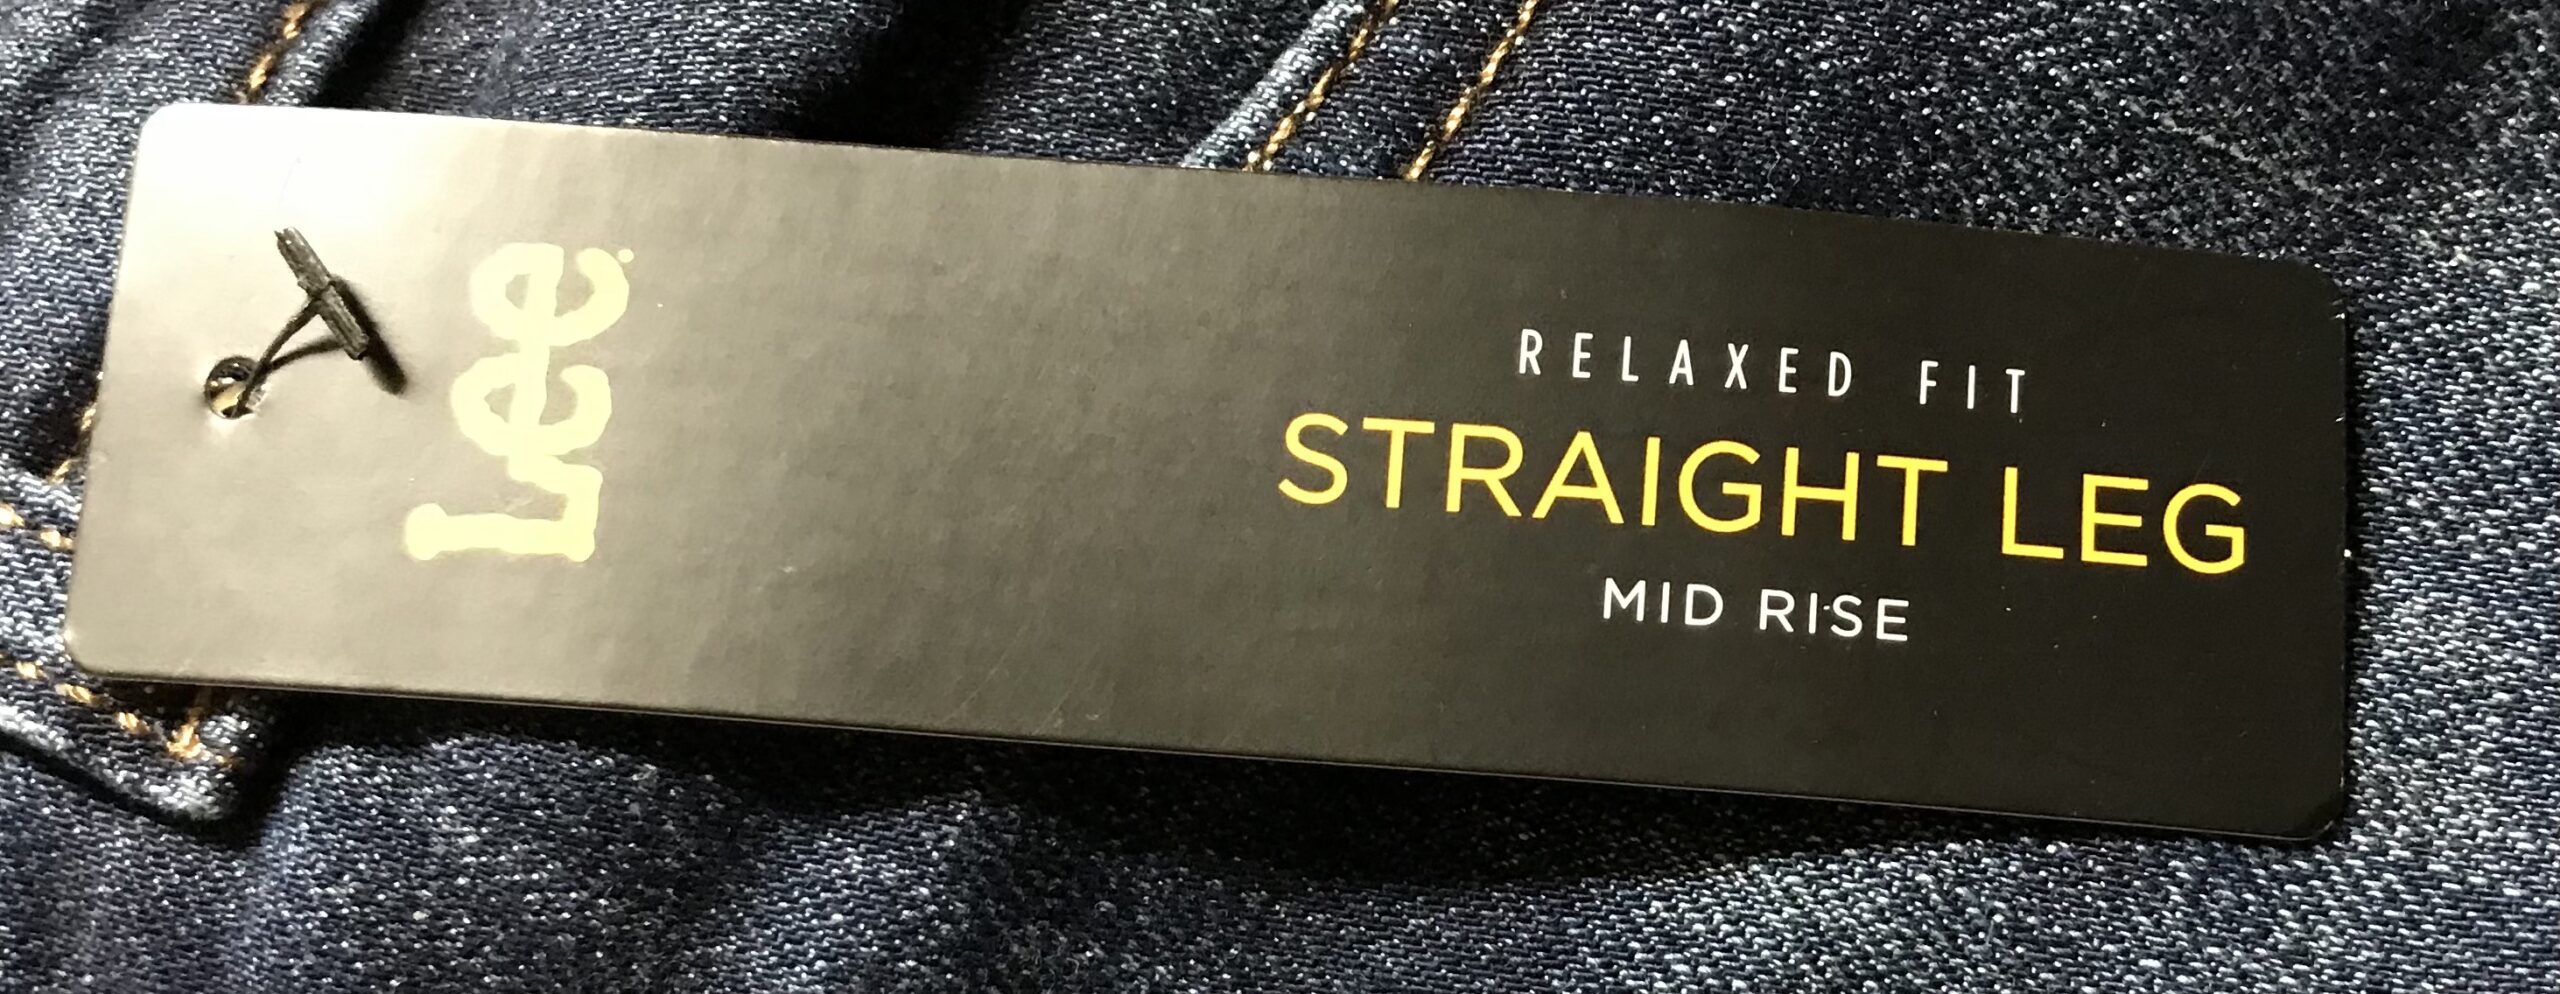 Lee
RELAXED FIT
STRAIGHT LEG
MID RISE